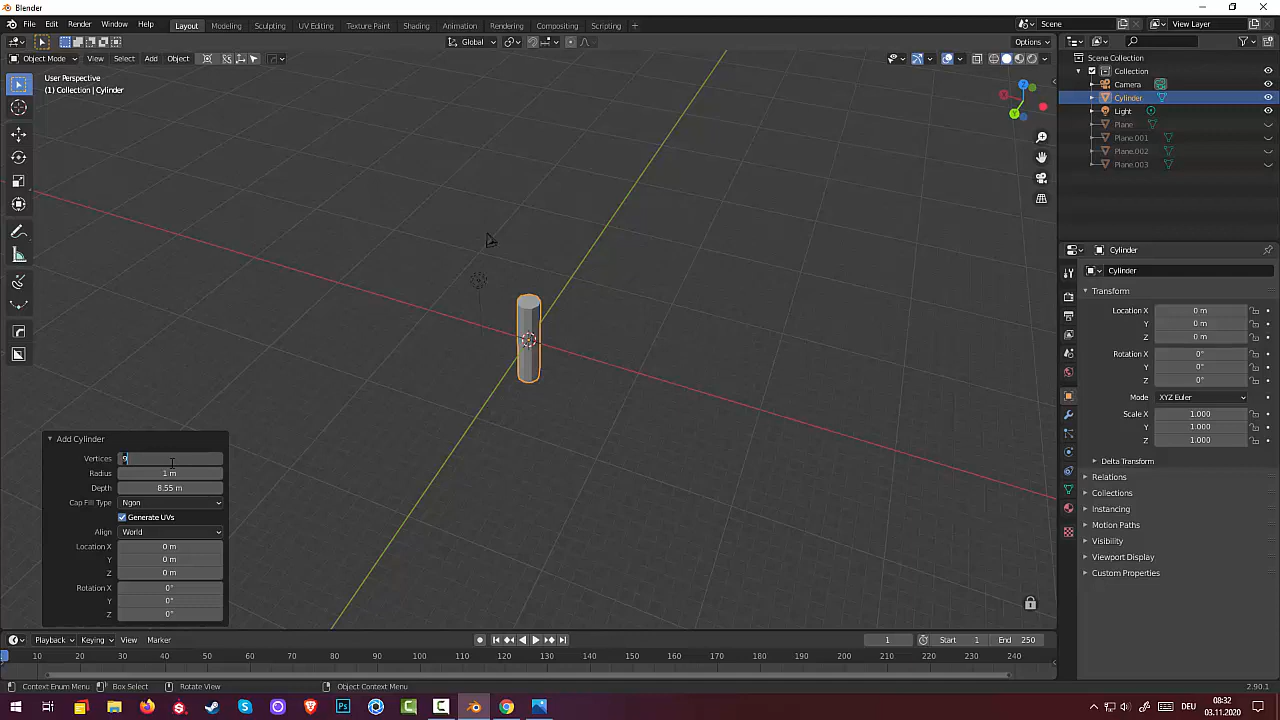 Blender
File Edit Render Window Help Layout Modeling Sculpting UV Editing Texture Paint Shading Animation Rendering Compositing Scripting + Scene View Layer
Global Options
Object Mode View Select Add Object
User Perspective
(1) Collection | Cylinder
Scene Collection
Collection
Camera
Cylinder
Light
Plane
Plane.001
Plane.002
Plane.003
Cylinder
Cylinder
Transform
Location X 0 m
Y 0 m
Z 0 m
Rotation X 0°
Y 0°
Z 0°
Mode XYZ Euler
Scale X 1.000
Y 1.000
Z 1.000
Delta Transform
Relations
Collections
Instancing
Motion Paths
Visibility
Viewport Display
Custom Properties
Add Cylinder
Vertices 9
Radius 1 m
Depth 8.55 m
Cap Fill Type Ngon
Generate UVs
Align World
Location X 0 m
Y 0 m
Z 0 m
Rotation X 0°
Y 0°
Z 0°
Playback Keying View Marker 1 Start 1 End 250
10 20 30 40 50 60 70 80 90 100 110 120 130 140 150 160 170 180 190 200 210 220 230 240
Context Enum Menu Box Select Rotate View Object Context Menu 2.90.1
DEU 08:32
03.11.2020